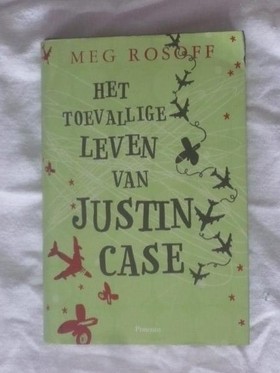 MEG ROSOFF
HET
TOEVALLIGE
LEVEN
VAN
JUSTIN
CASE